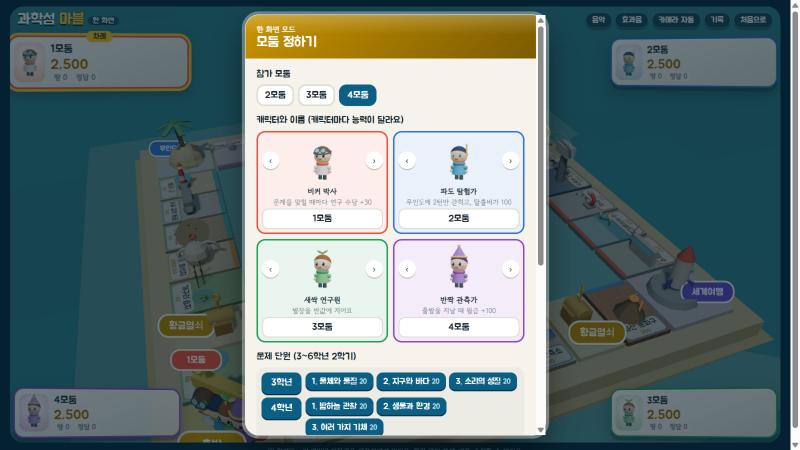 과학섬 마블 한 화면
음악 효과음 카메라 자동 기록 처음으로
차례
1모둠
2.500
땅 0 정답 0
2모둠
2.500
땅 0 정답 0
한 화면 모드
모둠 정하기
참가 모둠
2모둠 3모둠 4모둠
캐릭터와 이름 (캐릭터마다 능력이 달라요)
비커 박사
문제을 맞힐 때마다 연구 수당 +30
1모둠
파도 탐험가
무인도에 2턴만 갇히고, 탈출비가 100
2모둠
새싹 연구원
별장을 반값에 지어요
3모둠
반짝 관측가
출발을 지날 때 월급 +100
4모둠
문제 단원 (3~6학년 2학기)
3학년 1. 물체와 물질 20 2. 지구와 바다 20 3. 소리의 성질 20
4학년 1. 밤하늘 관찰 20 2. 생물과 환경 20
3. 여러 가지 기체 20
황금열쇠
1모둠
세계여행
황금열쇠
4모둠
2.500
땅 0 정답 0
3모둠
2.500
땅 0 정답 0